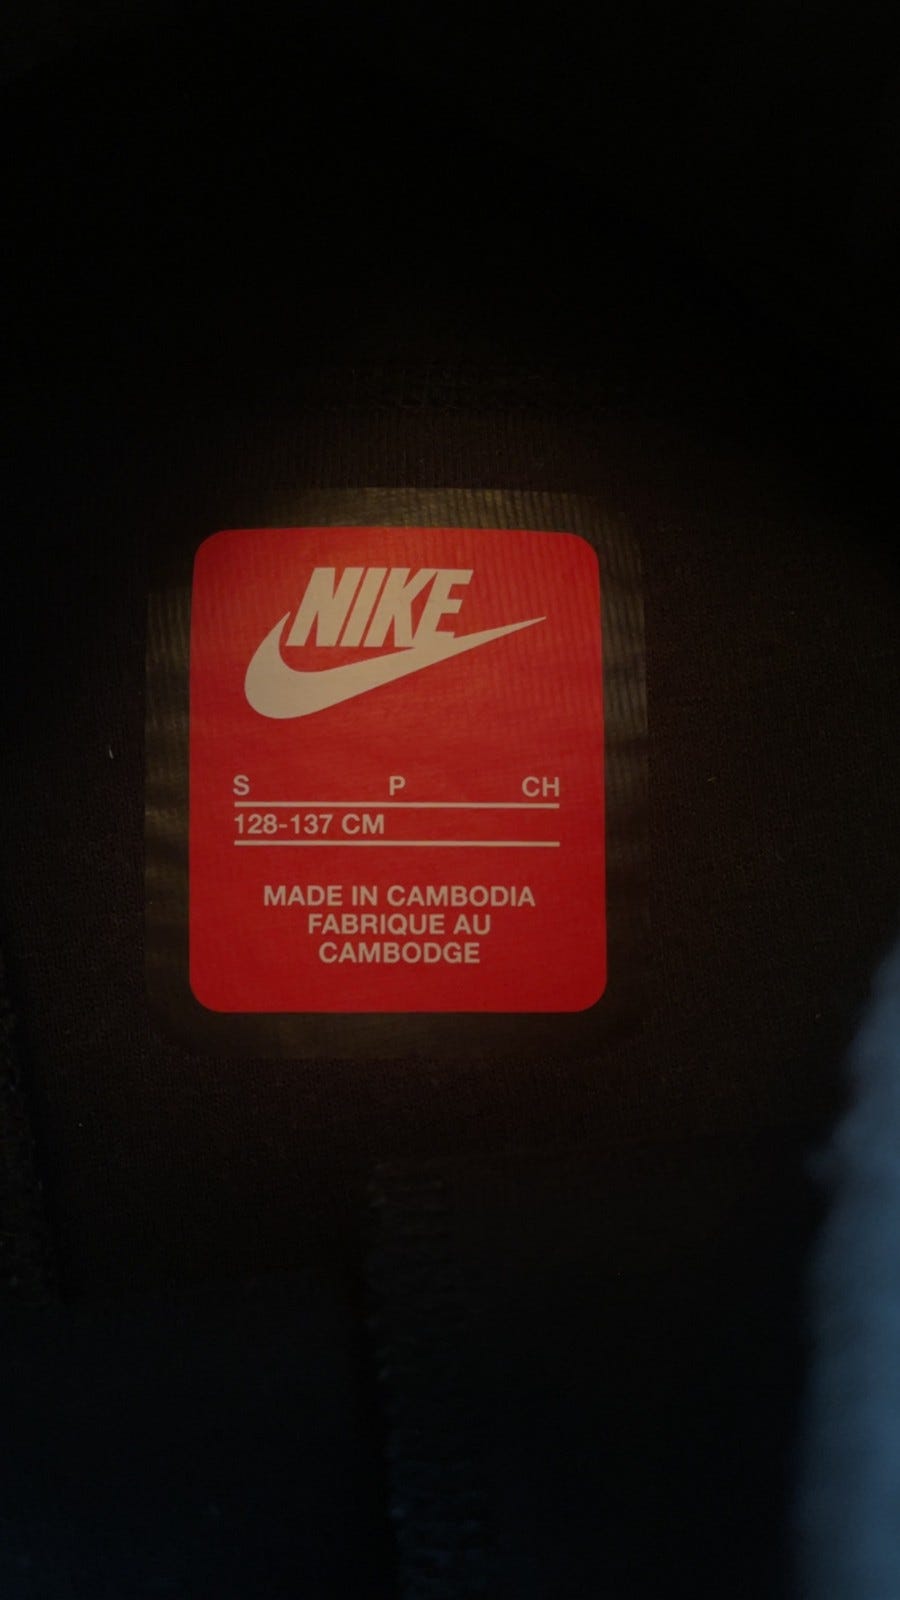 NIKE
S P CH
128-137 CM
MADE IN CAMBODIA
FABRIQUE AU
CAMBODGE